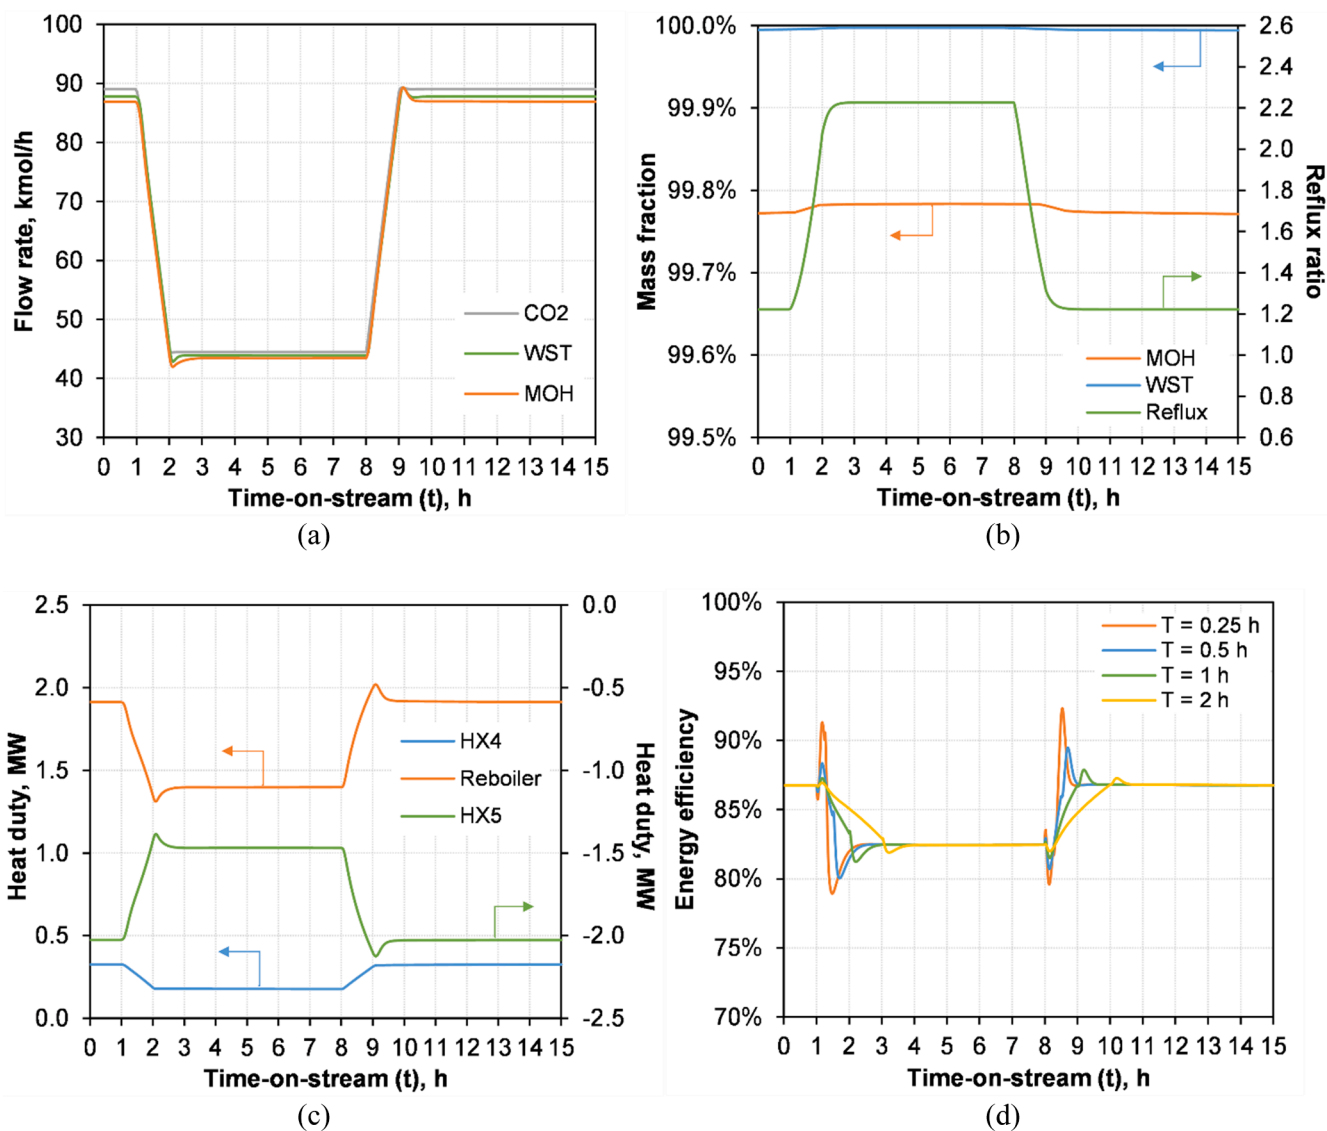 100
90
80
70
60
50
40
30
Flow rate, kmol/h
CO2
WST
MOH
0 1 2 3 4 5 6 7 8 9 10 11 12 13 14 15
Time-on-stream (t), h
(a)
100.0%
99.9%
99.8%
99.7%
99.6%
99.5%
Mass fraction
2.6
2.4
2.2
2.0
1.8
1.6
1.4
1.2
1.0
0.8
0.6
Reflux ratio
MOH
WST
Reflux
0 1 2 3 4 5 6 7 8 9 10 11 12 13 14 15
Time-on-stream (t), h
(b)
2.5
2.0
1.5
1.0
0.5
0.0
Heat duty, MW
0.0
-0.5
-1.0
-1.5
-2.0
-2.5
Heat duty, MW
HX4
Reboiler
HX5
0 1 2 3 4 5 6 7 8 9 10 11 12 13 14 15
Time-on-stream (t), h
(c)
100%
95%
90%
85%
80%
75%
70%
Energy efficiency
T = 0.25 h
T = 0.5 h
T = 1 h
T = 2 h
0 1 2 3 4 5 6 7 8 9 10 11 12 13 14 15
Time-on-stream (t), h
(d)